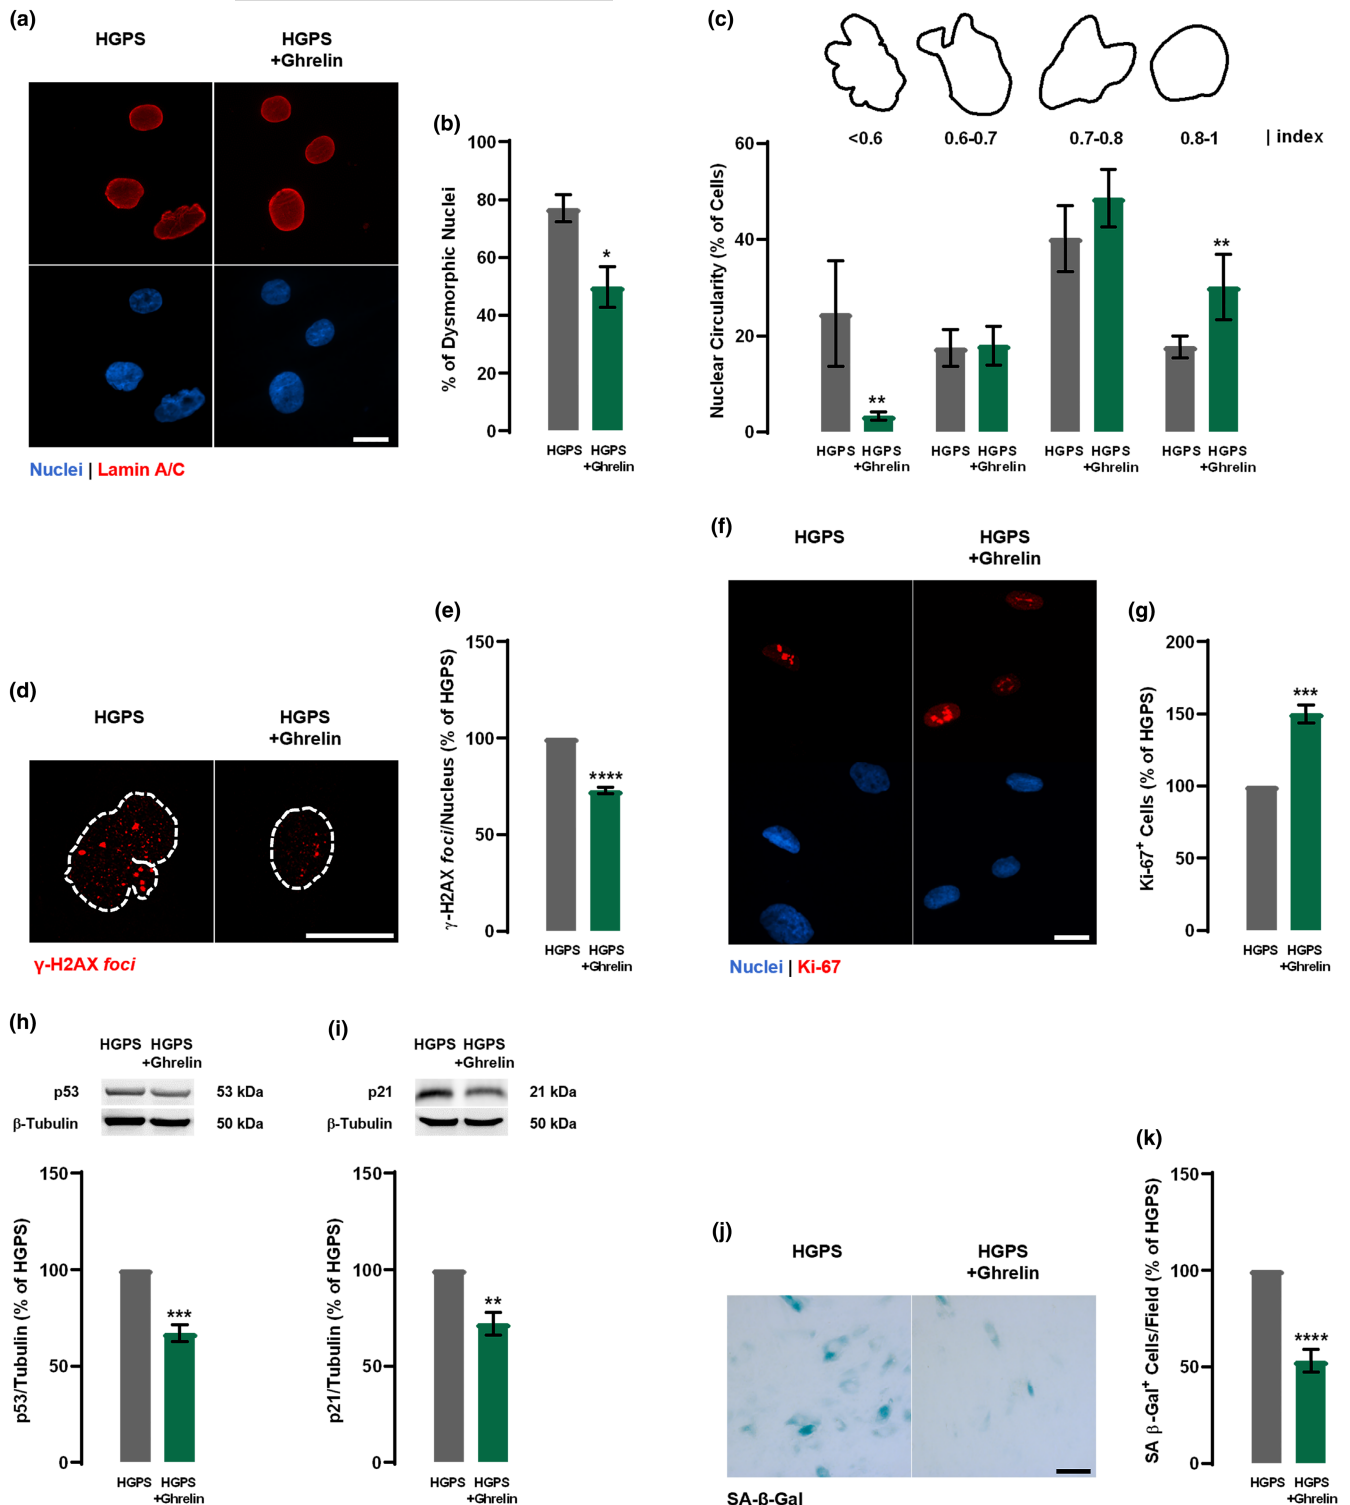 (a)
HGPS
HGPS
+Ghrelin
Nuclei | Lamin A/C
(b)
% of Dysmorphic Nuclei
100
80
60
40
20
0
*
HGPS
HGPS
+Ghrelin
(c)
<0.6
0.6-0.7
0.7-0.8
0.8-1
| index
Nuclear Circularity (% of Cells)
60
40
20
0
**
**
HGPS
HGPS
+Ghrelin
HGPS
HGPS
+Ghrelin
HGPS
HGPS
+Ghrelin
HGPS
HGPS
+Ghrelin
(d)
HGPS
HGPS
+Ghrelin
γ-H2AX foci
(e)
γ-H2AX foci/Nucleus (% of HGPS)
150
100
50
0
****
HGPS
HGPS
+Ghrelin
(f)
HGPS
HGPS
+Ghrelin
Nuclei | Ki-67
(g)
Ki-67+ Cells (% of HGPS)
200
150
100
50
0
***
HGPS
HGPS
+Ghrelin
(h)
HGPS
HGPS
+Ghrelin
p53
53 kDa
β-Tubulin
50 kDa
p53/Tubulin (% of HGPS)
150
100
50
0
***
HGPS
HGPS
+Ghrelin
(i)
HGPS
HGPS
+Ghrelin
p21
21 kDa
β-Tubulin
50 kDa
p21/Tubulin (% of HGPS)
150
100
50
0
**
HGPS
HGPS
+Ghrelin
(j)
HGPS
HGPS
+Ghrelin
SA-β-Gal
(k)
SA β-Gal+ Cells/Field (% of HGPS)
150
100
50
0
****
HGPS
HGPS
+Ghrelin